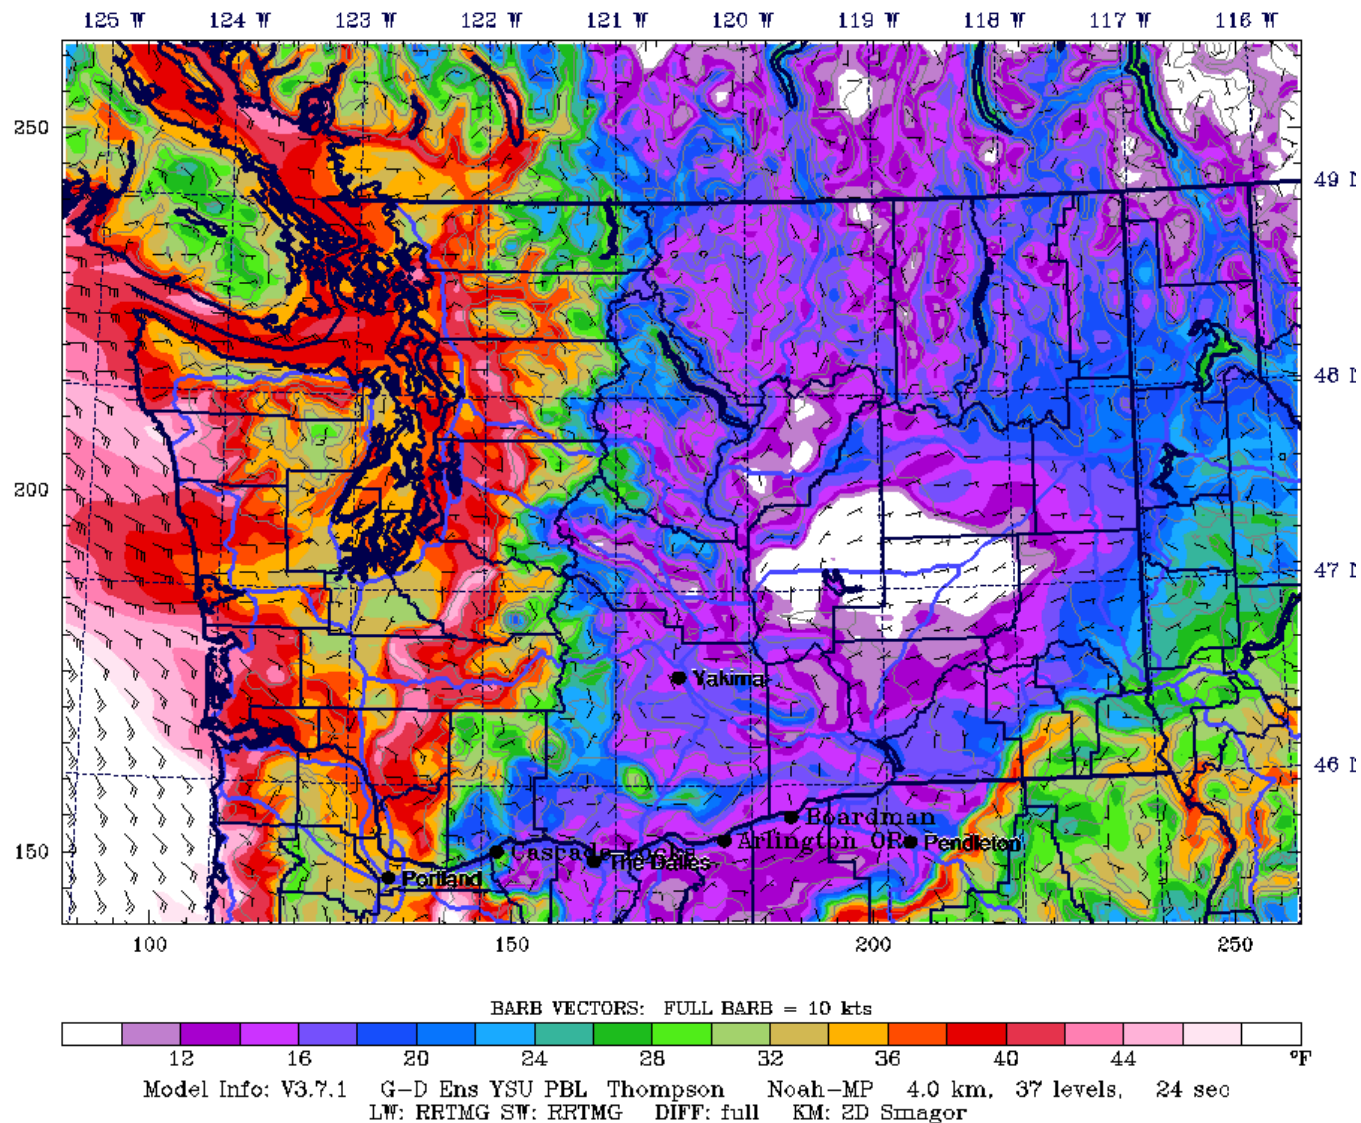 125 W 124 W 123 W 122 W 121 W 120 W 119 W 118 W 117 W 116 W
250
49 N
48 N
200
47 N
Yakima
46 N
Boardman
Arlington OR
Pendleton
150
Cascade Locks
The Dalles
Portland
100 150 200 250
BARB VECTORS: FULL BARB = 10 kts
12 16 20 24 28 32 36 40 44 °F
Model Info: V3.7.1 G-D Ens YSU PBL Thompson Noah-MP 4.0 km, 37 levels, 24 sec
LW: RRTMG SW: RRTMG DIFF: full KM: 2D Smagor